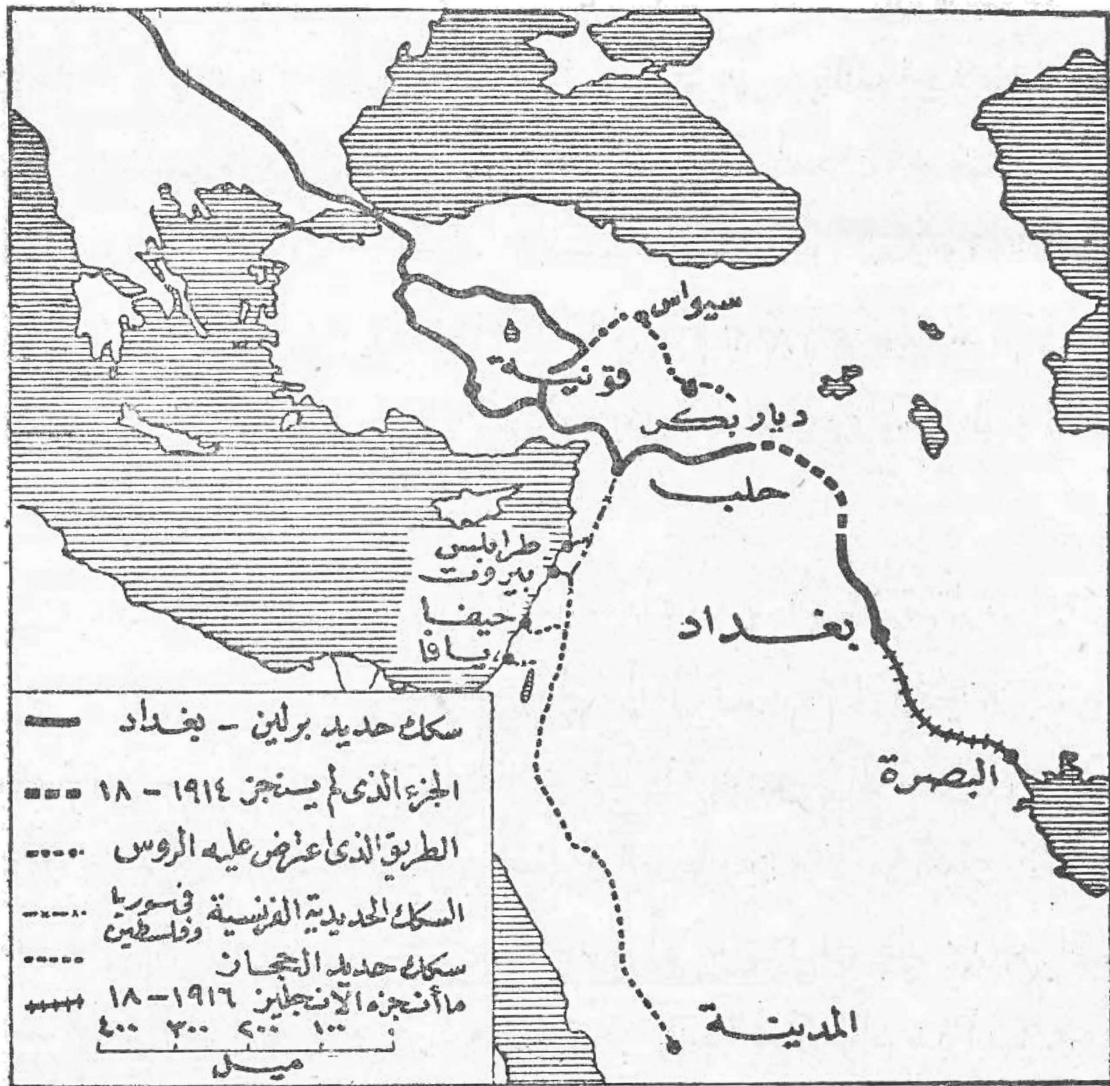 سيواس
قونية
ديار بكر
حلب
طرابلس
بيروت
حيفا
يافا
بغداد
البصرة
المدينة
سكك حديد برلين - بغداد
الجزء الذى لم يستنجز ١٩١٤ - ١٨
الطريق الذى اعترض عليه الروس
السكك الحديدية الفرنسية فى سوريا وفلسطين
سكك حديد الحجاز
ما أنجزه الانجليز ١٩١٦ - ١٨
٤٠٠ ٣٠٠ ٢٠٠ ١٠٠
ميل